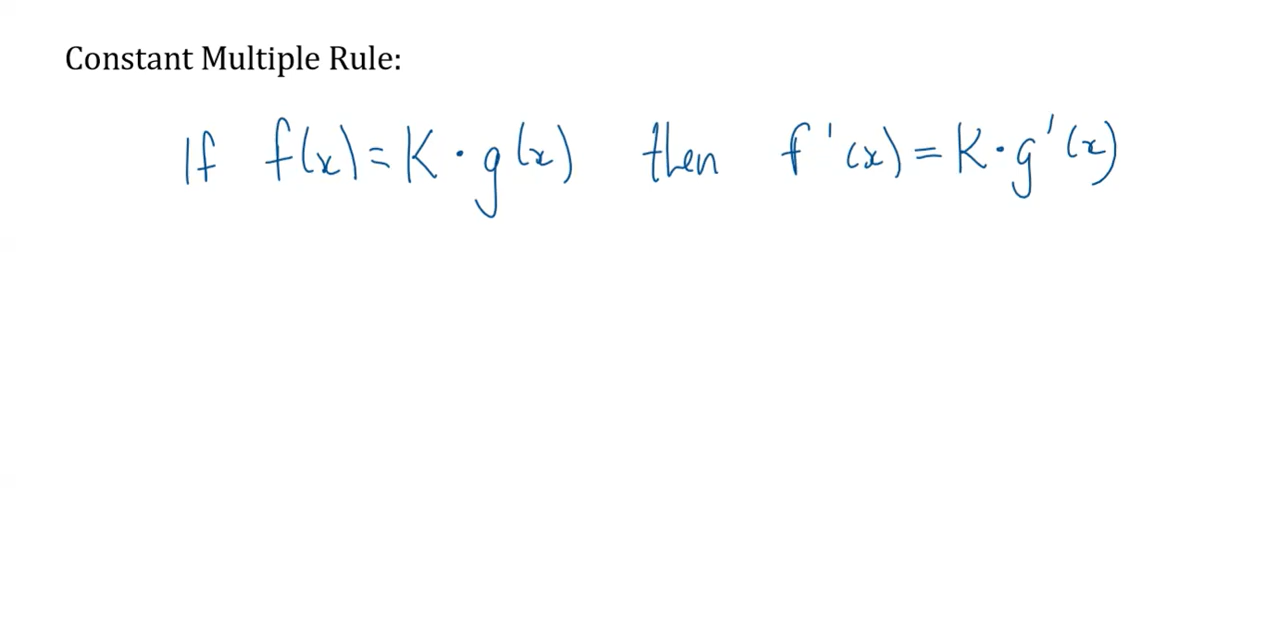 Constant Multiple Rule:
If f(x) = K · g(x) then f'(x) = K · g'(x)